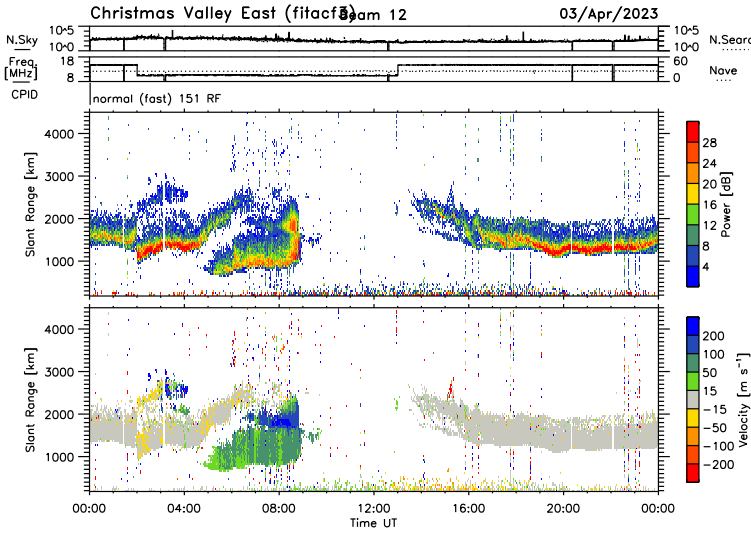 Christmas Valley East (fitacf3) Beam 12 03/Apr/2023
N.Sky 10^5 10^0 10^5 10^0 N.Searc
Freq. [MHz] 18 8 60 0 Nave
CPID normal (fast) 151 RF
Slant Range [km] 4000 3000 2000 1000
28 24 20 16 12 8 4 Power [dB]
Slant Range [km] 4000 3000 2000 1000
200 100 50 15 −15 −50 −100 −200 Velocity [m s⁻¹]
00:00 04:00 08:00 12:00 16:00 20:00 00:00
Time UT